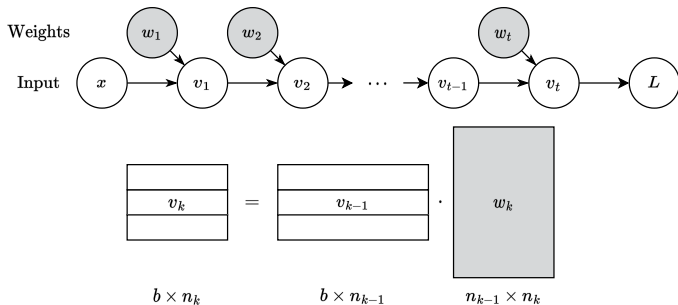 Weights w₁ w₂ wₜ
Input x v₁ v₂ ⋯ vₜ₋₁ vₜ L
vₖ = vₖ₋₁ · wₖ
b × nₖ b × nₖ₋₁ nₖ₋₁ × nₖ